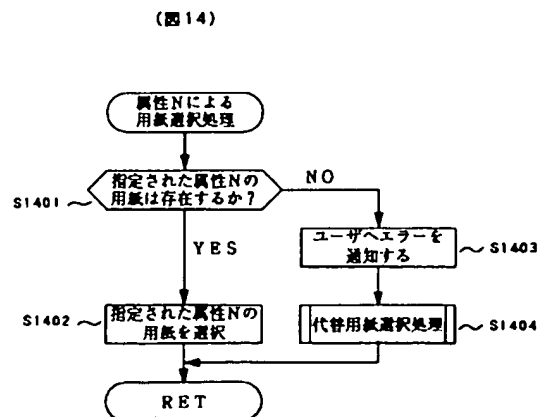 (図14)
属性Nによる
用紙選択処理
指定された属性Nの
用紙は存在するか?
NO
S1401
YES
ユーザへエラーを
通知する
S1403
S1402
指定された属性Nの
用紙を選択
代替用紙選択処理
S1404
RET